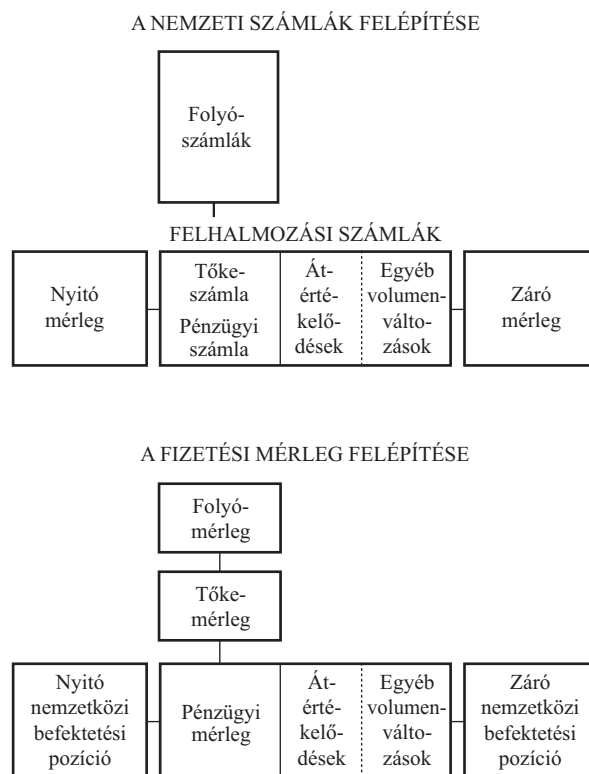 A NEMZETI SZÁMLÁK FELÉPÍTÉSE
Folyó-
számlák
FELHALMOZÁSI SZÁMLÁK
Nyitó
mérleg
Tőke-
számla
Pénzügyi
számla
Át-
érté-
kelő-
dések
Egyéb
volumen-
válto-
zások
Záró
mérleg
A FIZETÉSI MÉRLEG FELÉPÍTÉSE
Folyó-
mérleg
Tőke-
mérleg
Nyitó
nemzetközi
befektetési
pozíció
Pénzügyi
mérleg
Át-
érté-
kelő-
dések
Egyéb
volumen-
válto-
zások
Záró
nemzetközi
befektetési
pozíció